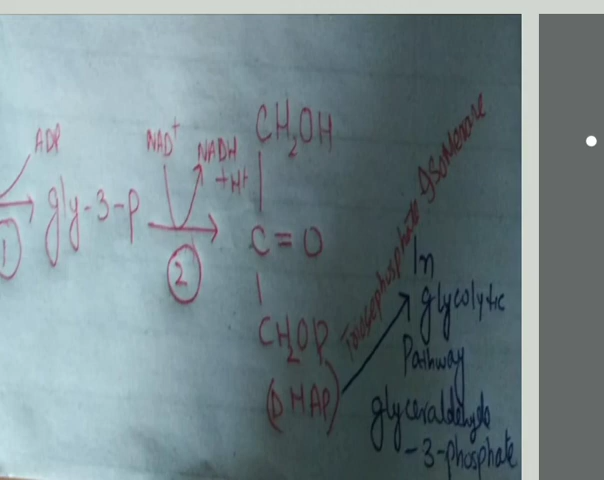 ADP
gly-3-p
1
NAD+
NADH
+H+
2
CH2OH
|
C=O
|
CH2OP
(DHAP)
Triosephosphate Isomerase
In
glycolytic
Pathway
glyceraldehyde
-3-phosphate